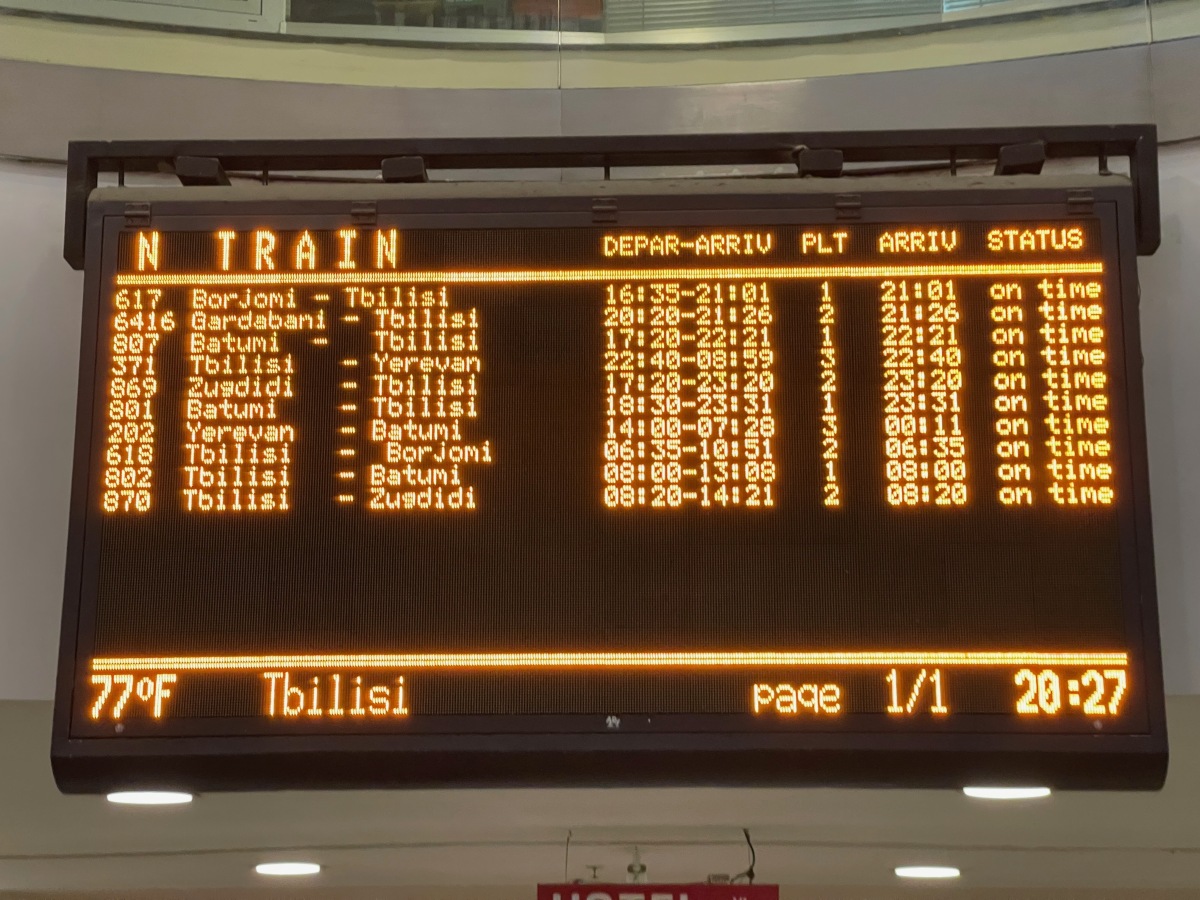 N TRAIN DEPAR-ARRIV PLT ARRIV STATUS
617 Borjomi - Tbilisi 16:35-21:01 1 21:01 on time
6416 Gardabani - Tbilisi 20:20-21:26 2 21:26 on time
807 Batumi - Tbilisi 17:20-22:21 1 22:21 on time
371 Tbilisi - Yerevan 22:40-08:59 3 22:40 on time
869 Zugdidi - Tbilisi 17:20-23:20 2 23:20 on time
801 Batumi - Tbilisi 18:30-23:31 1 23:31 on time
202 Yerevan - Batumi 14:00-07:28 3 00:11 on time
618 Tbilisi - Borjomi 06:35-10:51 2 06:35 on time
802 Tbilisi - Batumi 08:00-13:08 1 08:00 on time
870 Tbilisi - Zugdidi 08:20-14:21 2 08:20 on time
77°F Tbilisi page 1/1 20:27
HOTEL